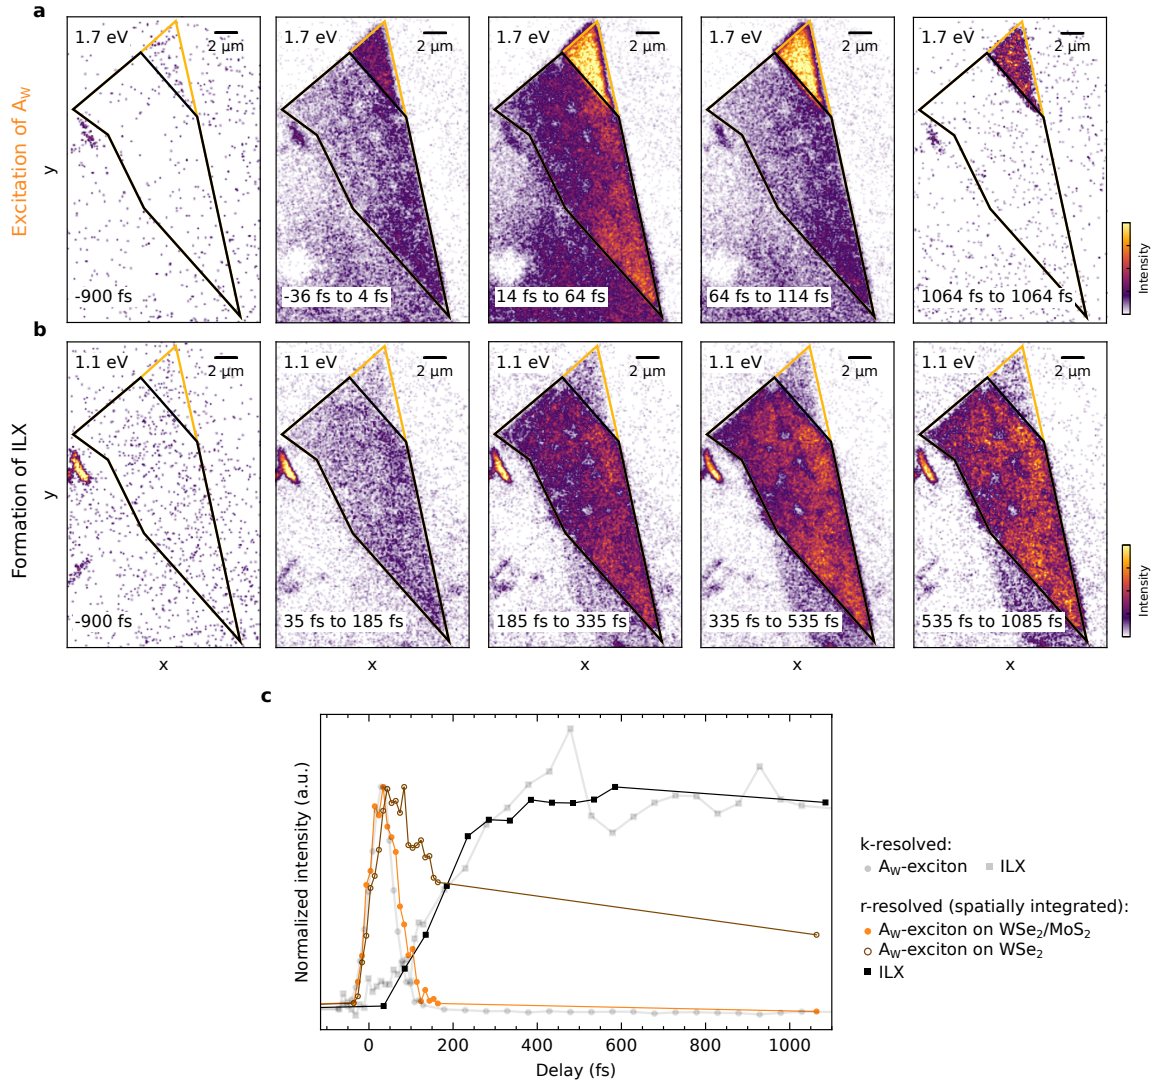 a
Excitation of A_W
y
1.7 eV
2 µm
-900 fs
1.7 eV
2 µm
-36 fs to 4 fs
1.7 eV
2 µm
14 fs to 64 fs
1.7 eV
2 µm
64 fs to 114 fs
1.7 eV
2 µm
1064 fs to 1064 fs
Intensity
b
Formation of ILX
y
1.1 eV
2 µm
-900 fs
x
1.1 eV
2 µm
35 fs to 185 fs
x
1.1 eV
2 µm
185 fs to 335 fs
x
1.1 eV
2 µm
335 fs to 535 fs
x
1.1 eV
2 µm
535 fs to 1085 fs
x
Intensity
c
Normalized intensity (a.u.)
0 200 400 600 800 1000
Delay (fs)
k-resolved:
A_W-exciton ILX
r-resolved (spatially integrated):
A_W-exciton on WSe₂/MoS₂
A_W-exciton on WSe₂
ILX